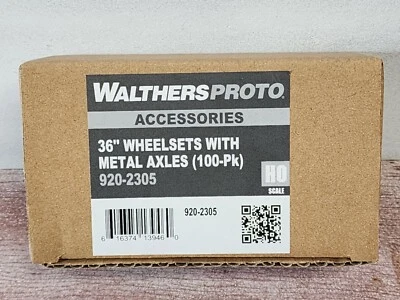 WALTHERSPROTO
ACCESSORIES
36" WHEELSETS WITH
METAL AXLES (100-Pk)
920-2305
HO
SCALE
920-2305
6 16374 13946 0